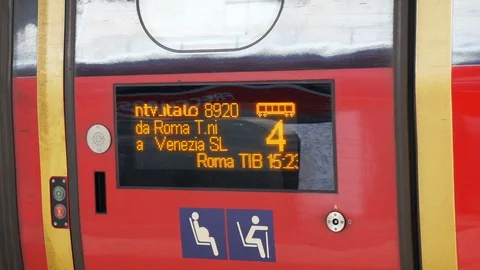 ntv.italo 8920
da Roma T.ni
4
a Venezia SL
Roma TIB 15:23